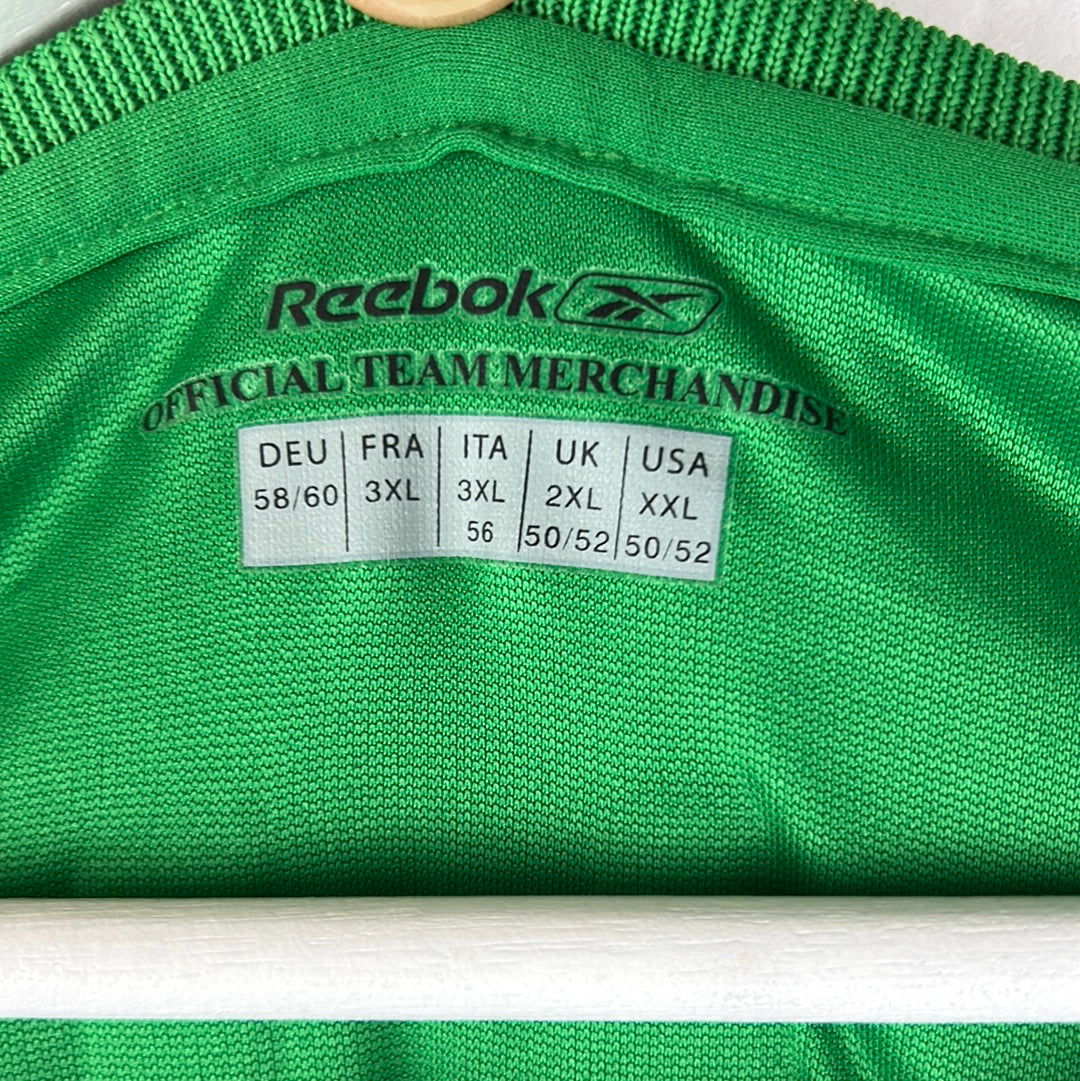 Reebok
OFFICIAL TEAM MERCHANDISE
DEU FRA ITA UK USA
58/60 3XL 3XL 2XL XXL
56 50/52 50/52